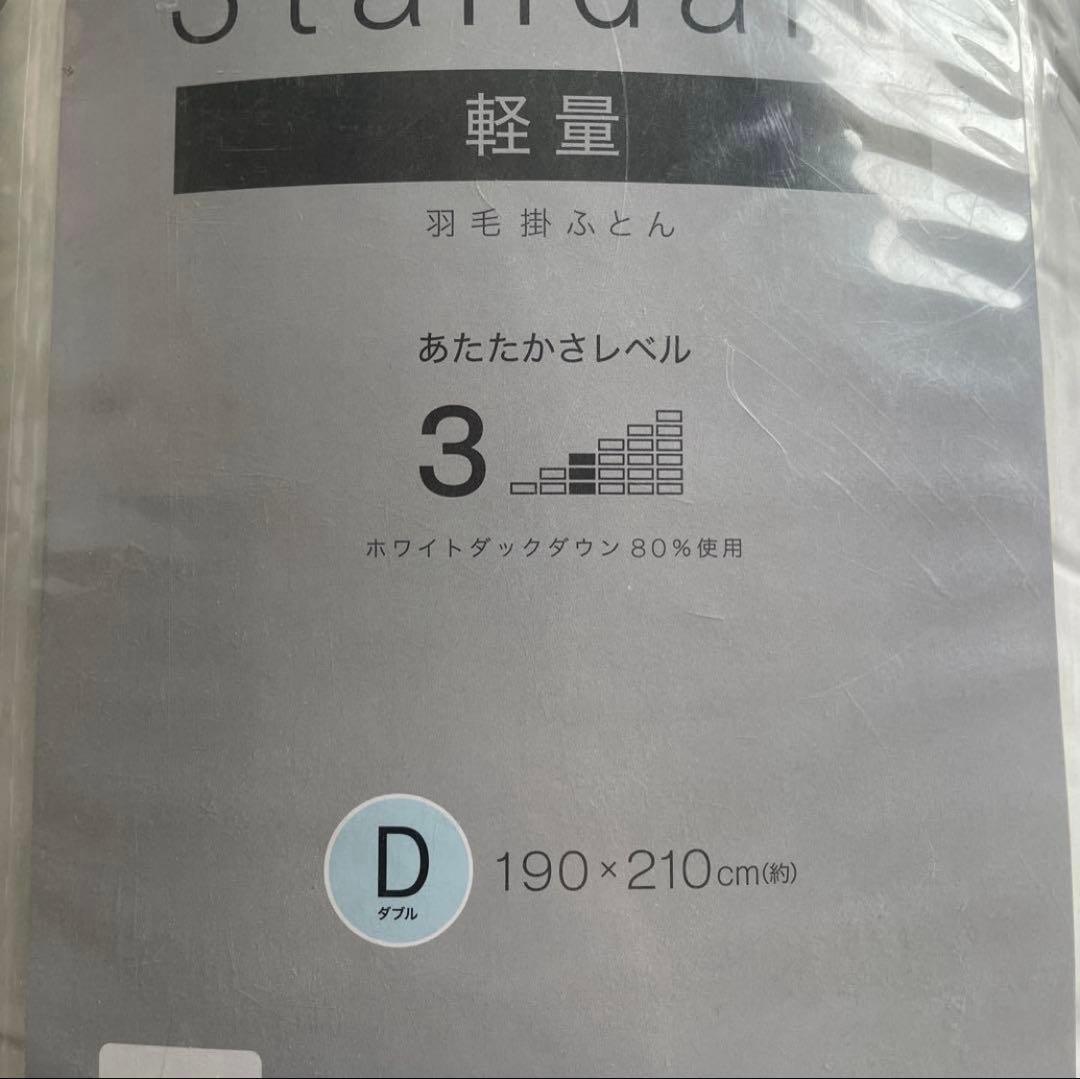 Standard
軽量
羽毛掛ふとん
あたたかさレベル
3
ホワイトダックダウン80%使用
D
ダブル
190×210cm(約)